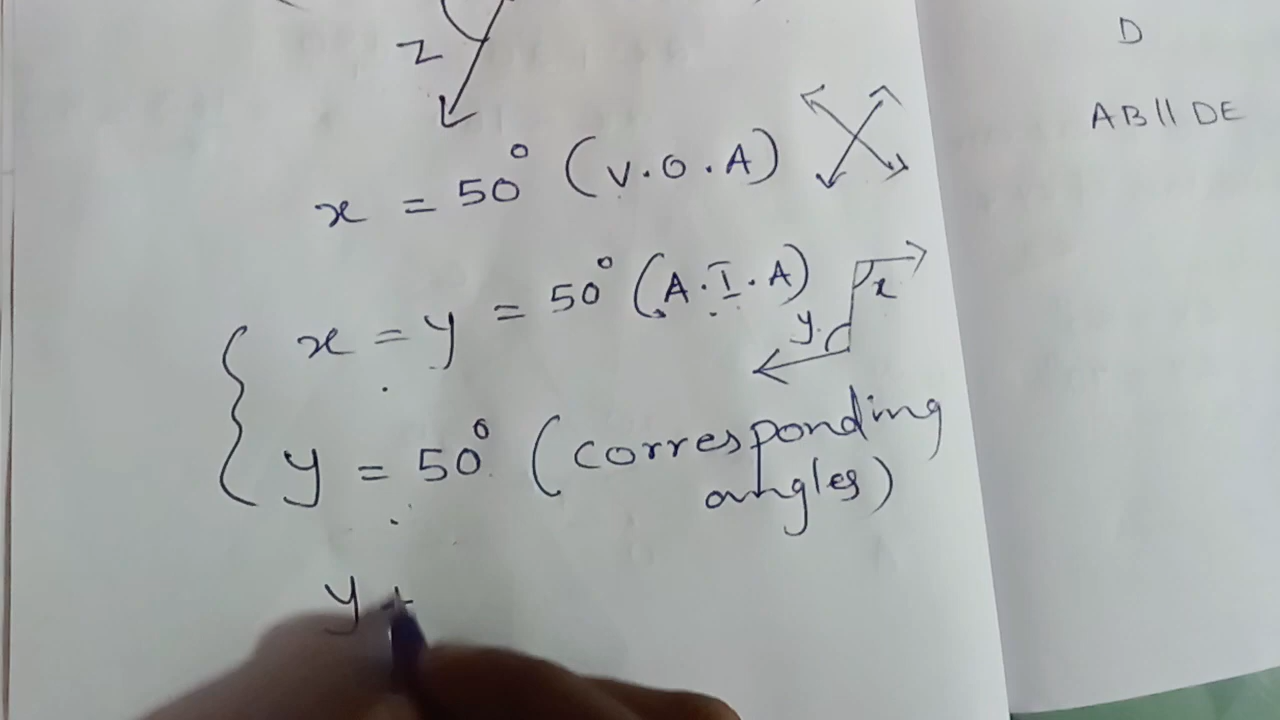 z
x = 50° (V.O.A)
x = y = 50° (A.I.A)
x
y
y = 50° (corresponding
angles)
y +
D
AB || DE